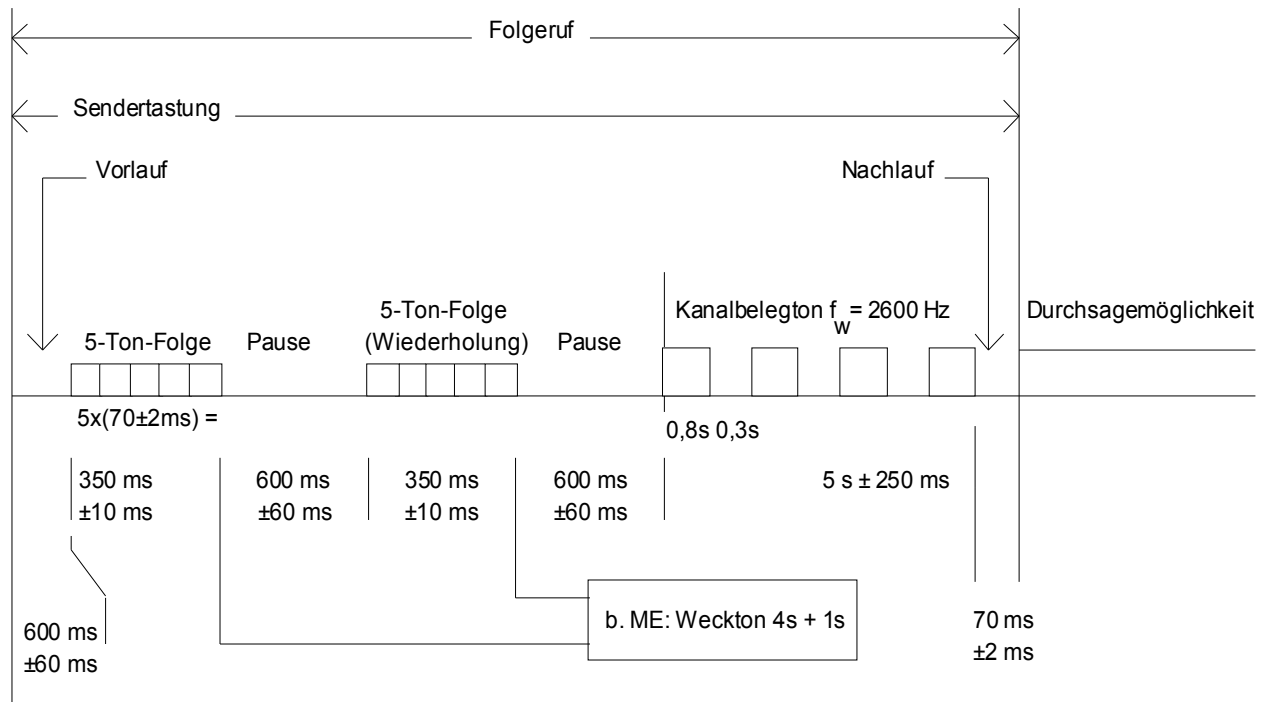 Folgeruf
Sendertastung
Vorlauf
Nachlauf
5-Ton-Folge
Pause
5-Ton-Folge
(Wiederholung)
Pause
Kanalbelegton f_w = 2600 Hz
Durchsagemöglichkeit
5x(70±2ms) =
0,8s 0,3s
350 ms
±10 ms
600 ms
±60 ms
350 ms
±10 ms
600 ms
±60 ms
5 s ± 250 ms
b. ME: Weckton 4s + 1s
600 ms
±60 ms
70 ms
±2 ms